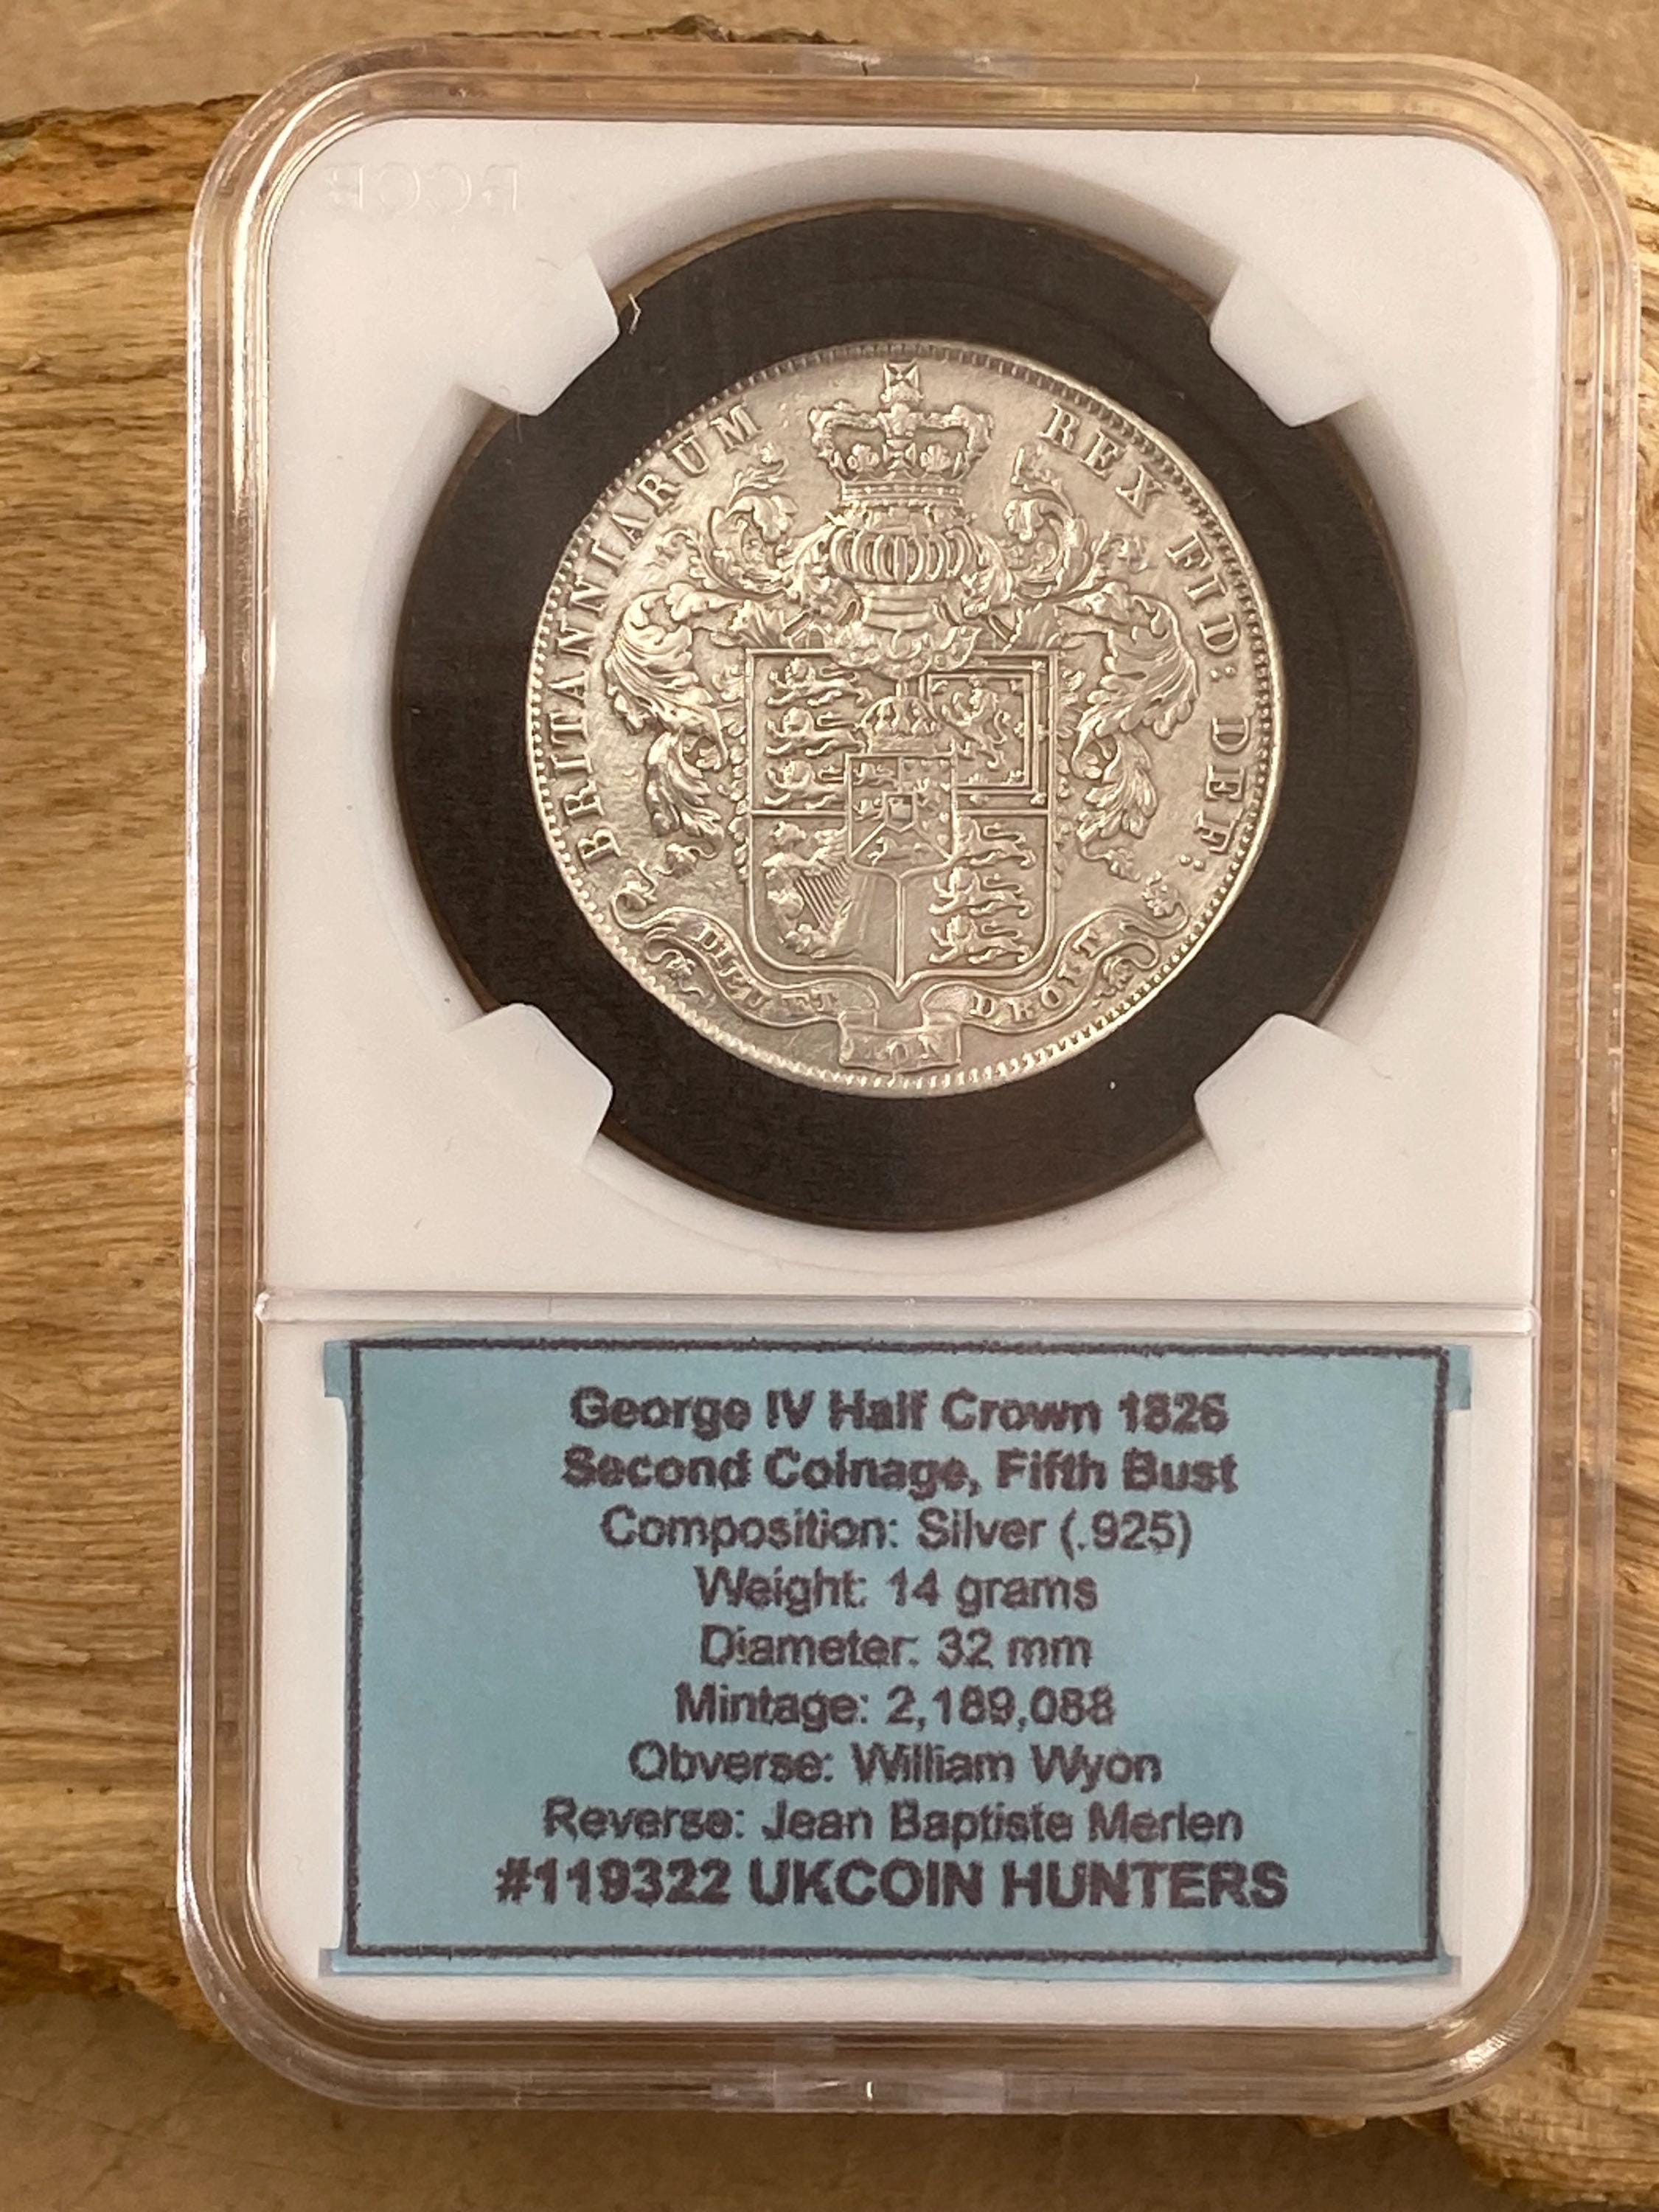 BRITANNIARUM REX FID: DEF:
DIEU ET MON DROIT
George IV Half Crown 1826
Second Coinage, Fifth Bust
Composition: Silver (.925)
Weight: 14 grams
Diameter: 32 mm
Mintage: 2,189,088
Obverse: William Wyon
Reverse: Jean Baptiste Merlen
#119322 UKCOIN HUNTERS